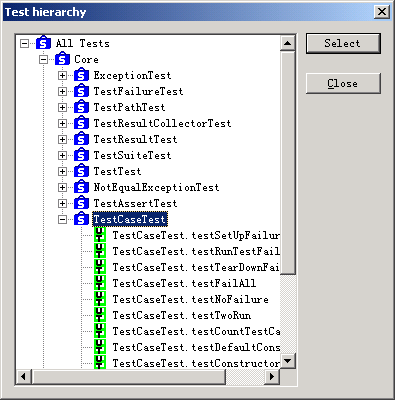 Test hierarchy
All Tests
Core
ExceptionTest
TestFailureTest
TestPathTest
TestResultCollectorTest
TestResultTest
TestSuiteTest
TestTest
NotEqualExceptionTest
TestAssertTest
TestCaseTest
TestCaseTest.testSetUpFailur
TestCaseTest.testRunTestFail
TestCaseTest.testTearDownFai
TestCaseTest.testFailAll
TestCaseTest.testNoFailure
TestCaseTest.testTwoRun
TestCaseTest.testCountTestCa
TestCaseTest.testDefaultCons
TestCaseTest.testConstructor
Select
Close